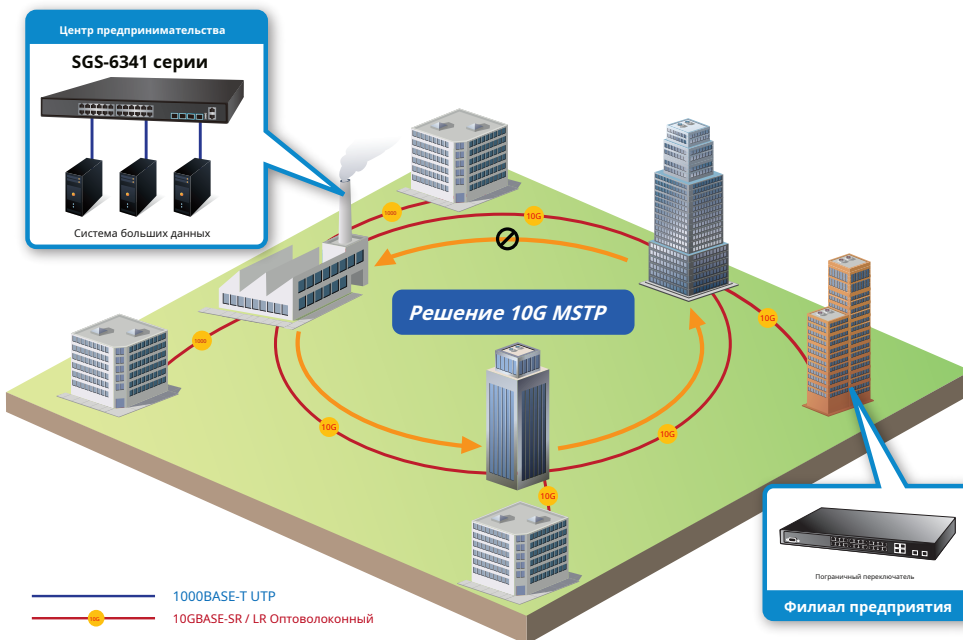 Центр предпринимательства
SGS-6341 серии
Система больших данных
1000
10G
10G
Решение 10G MSTP
1000
10G
10G
10G
Пограничный переключатель
Филиал предприятия
1000BASE-T UTP
10G
10GBASE-SR / LR Оптоволоконный